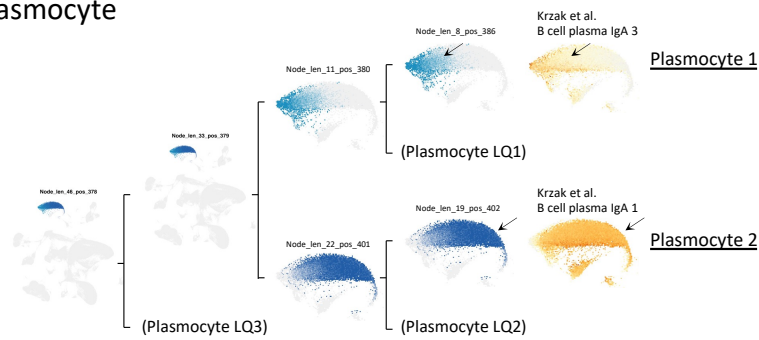 asmocyte
Node_len_8_pos_386
Krzak et al.
B cell plasma IgA 3
Plasmocyte 1
Node_len_11_pos_380
Node_len_33_pos_379
(Plasmocyte LQ1)
Node_len_46_pos_378
Node_len_19_pos_402
Krzak et al.
B cell plasma IgA 1
Plasmocyte 2
Node_len_22_pos_401
(Plasmocyte LQ3)
(Plasmocyte LQ2)